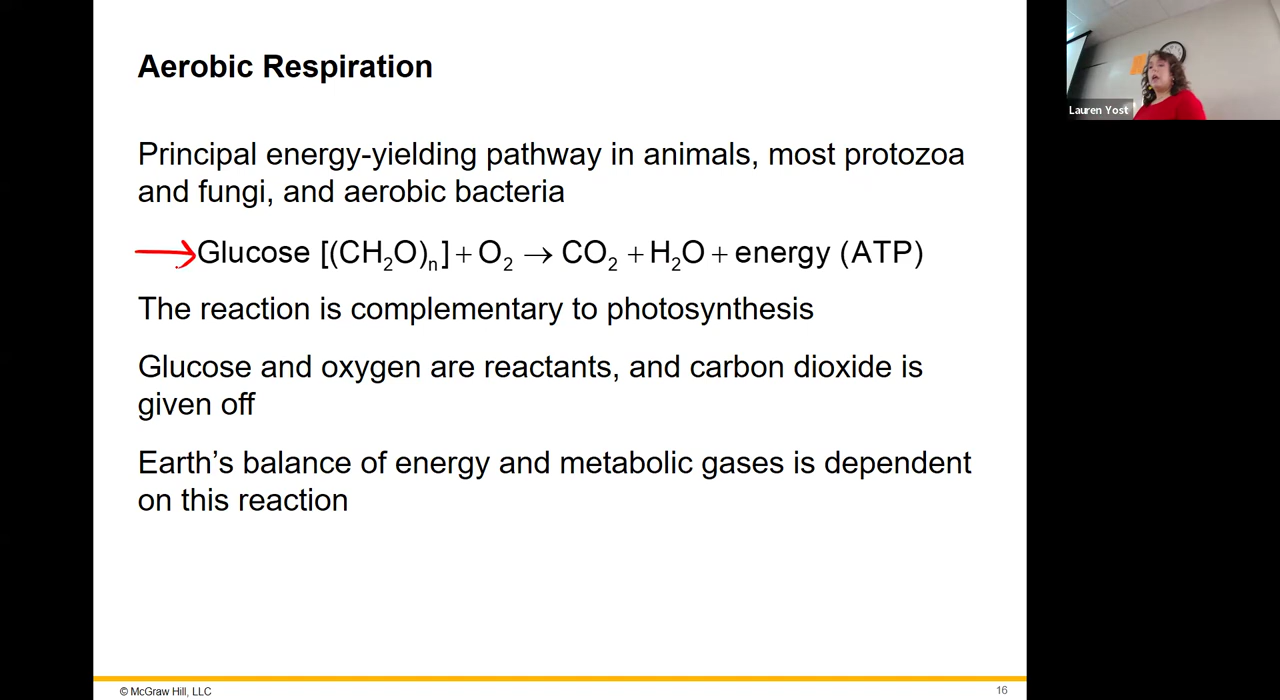 Aerobic Respiration
Lauren Yost
Principal energy-yielding pathway in animals, most protozoa
and fungi, and aerobic bacteria
Glucose [(CH₂O)ₙ] + O₂ → CO₂ + H₂O + energy (ATP)
The reaction is complementary to photosynthesis
Glucose and oxygen are reactants, and carbon dioxide is
given off
Earth’s balance of energy and metabolic gases is dependent
on this reaction
© McGraw Hill, LLC
16